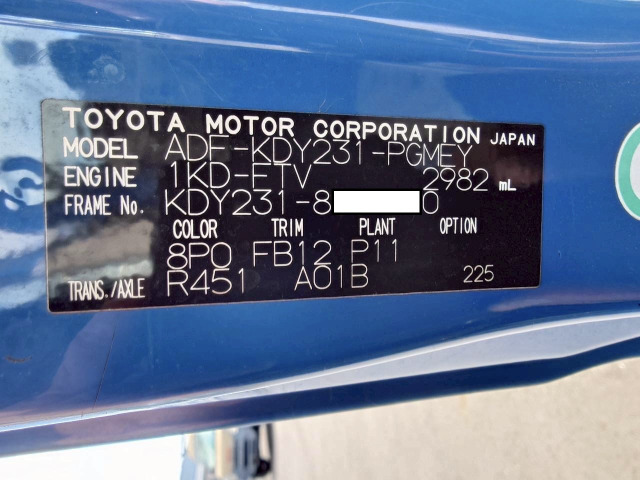 TOYOTA MOTOR CORPORATION JAPAN
MODEL ADF-KDY231-PGMEY
ENGINE 1KD-FTV 2982 mL
FRAME No. KDY231-8 0
COLOR TRIM PLANT OPTION
8P0 FB12 P11
TRANS./AXLE R451 A01B 225